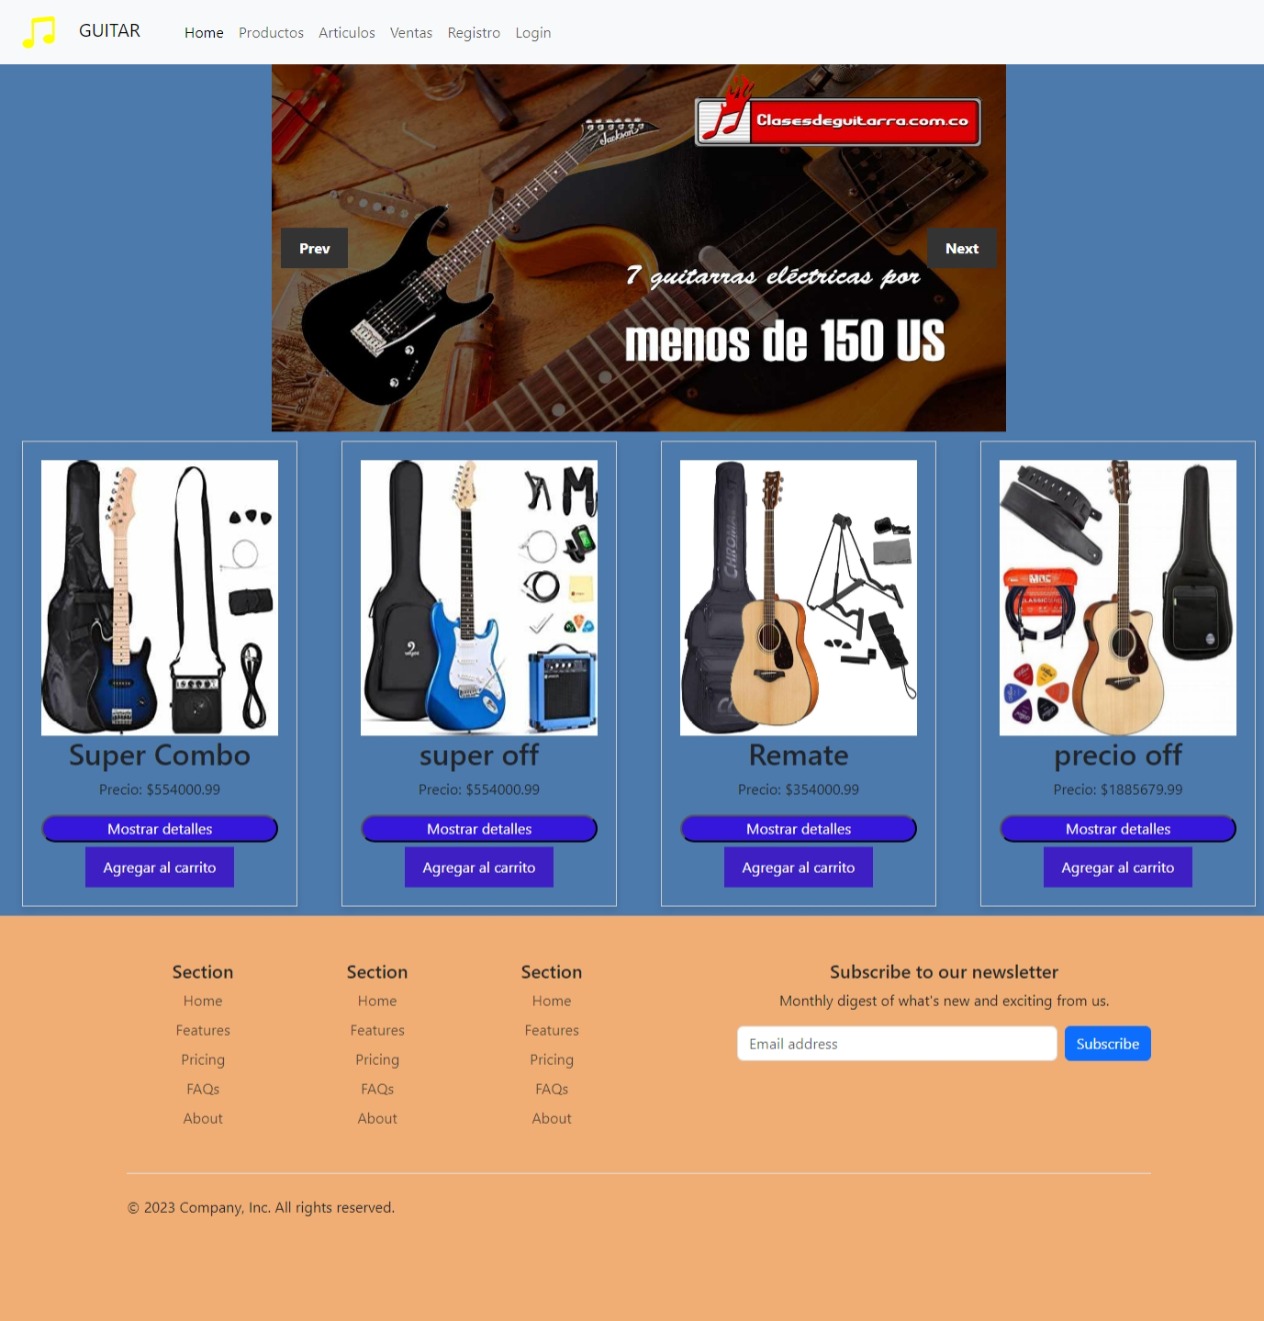 GUITAR
Home Productos Articulos Ventas Registro Login
Clasesdeguitarra.com.co
Jackson
Prev
Next
7 guitarras eléctricas por
menos de 150 US
CHROMACAST
Super Combo
Precio: $554000.99
Mostrar detalles
Agregar al carrito
super off
Precio: $554000.99
Mostrar detalles
Agregar al carrito
Remate
Precio: $354000.99
Mostrar detalles
Agregar al carrito
precio off
Precio: $1885679.99
Mostrar detalles
Agregar al carrito
Section
Home
Features
Pricing
FAQs
About
Section
Home
Features
Pricing
FAQs
About
Section
Home
Features
Pricing
FAQs
About
Subscribe to our newsletter
Monthly digest of what's new and exciting from us.
Email address
Subscribe
© 2023 Company, Inc. All rights reserved.